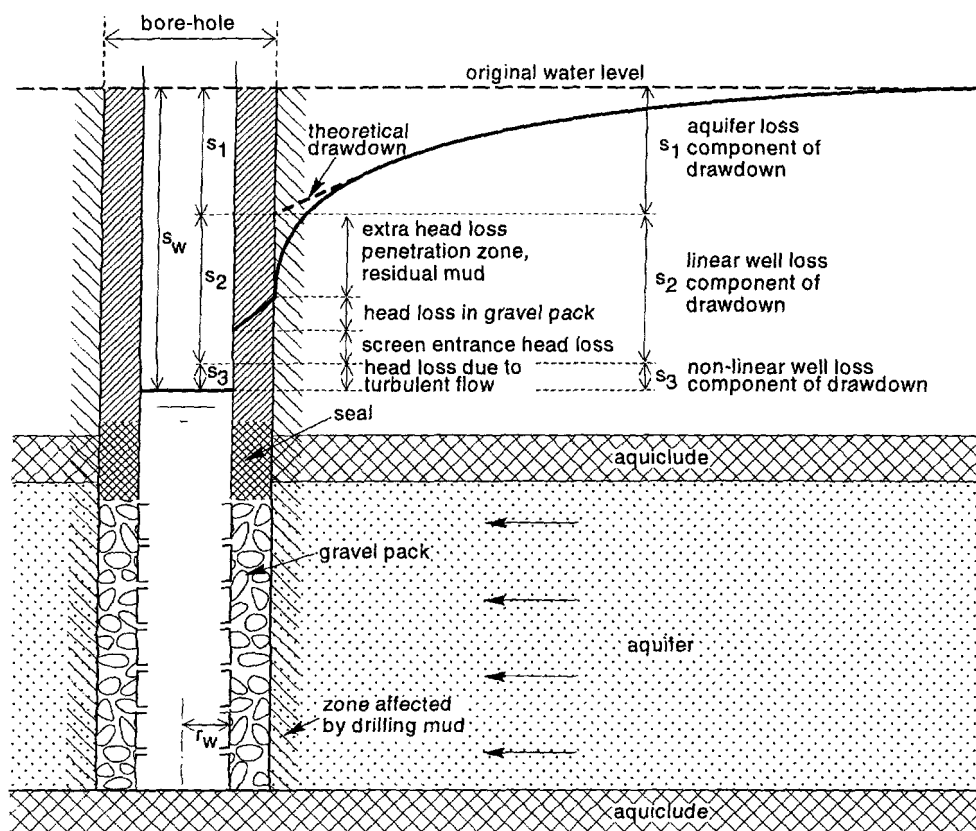 bore-hole
original water level
theoretical
drawdown
s1
sw
s2
s3
s1
aquifer loss
component of
drawdown
extra head loss
penetration zone,
residual mud
s2
linear well loss
component of
drawdown
head loss in gravel pack
screen entrance head loss
head loss due to
turbulent flow
s3
non-linear well loss
component of drawdown
seal
aquiclude
gravel pack
aquifer
zone affected
by drilling mud
rw
aquiclude